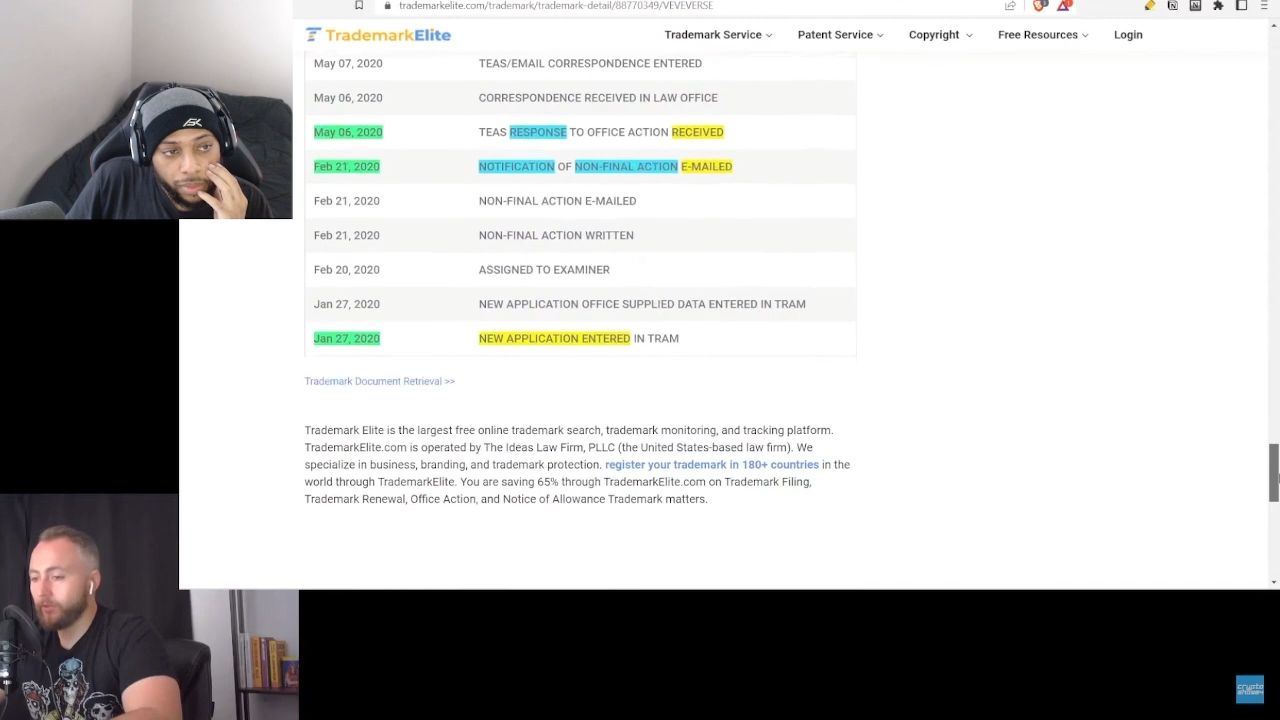 trademarkelite.com/trademark/trademark-detail/88770349/VEVEVERSE
TrademarkElite
Trademark Service
Patent Service
Copyright
Free Resources
Login
May 07, 2020 TEAS/EMAIL CORRESPONDENCE ENTERED
May 06, 2020 CORRESPONDENCE RECEIVED IN LAW OFFICE
May 06, 2020 TEAS RESPONSE TO OFFICE ACTION RECEIVED
Feb 21, 2020 NOTIFICATION OF NON-FINAL ACTION E-MAILED
Feb 21, 2020 NON-FINAL ACTION E-MAILED
Feb 21, 2020 NON-FINAL ACTION WRITTEN
Feb 20, 2020 ASSIGNED TO EXAMINER
Jan 27, 2020 NEW APPLICATION OFFICE SUPPLIED DATA ENTERED IN TRAM
Jan 27, 2020 NEW APPLICATION ENTERED IN TRAM
Trademark Document Retrieval >>
Trademark Elite is the largest free online trademark search, trademark monitoring, and tracking platform.
TrademarkElite.com is operated by The Ideas Law Firm, PLLC (the United States-based law firm). We
specialize in business, branding, and trademark protection. register your trademark in 180+ countries in the
world through TrademarkElite. You are saving 65% through TrademarkElite.com on Trademark Filing,
Trademark Renewal, Office Action, and Notice of Allowance Trademark matters.